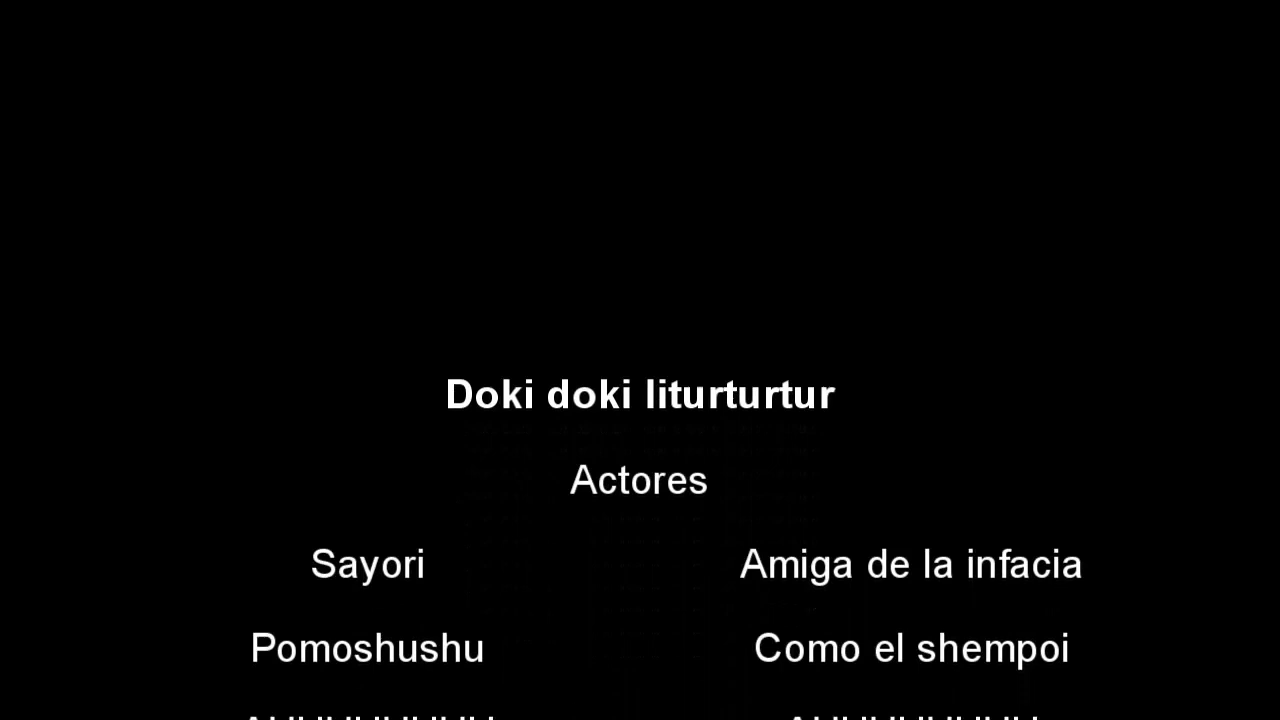 Doki doki liturturtur
Actores
Sayori Amiga de la infacia
Pomoshushu Como el shempoi